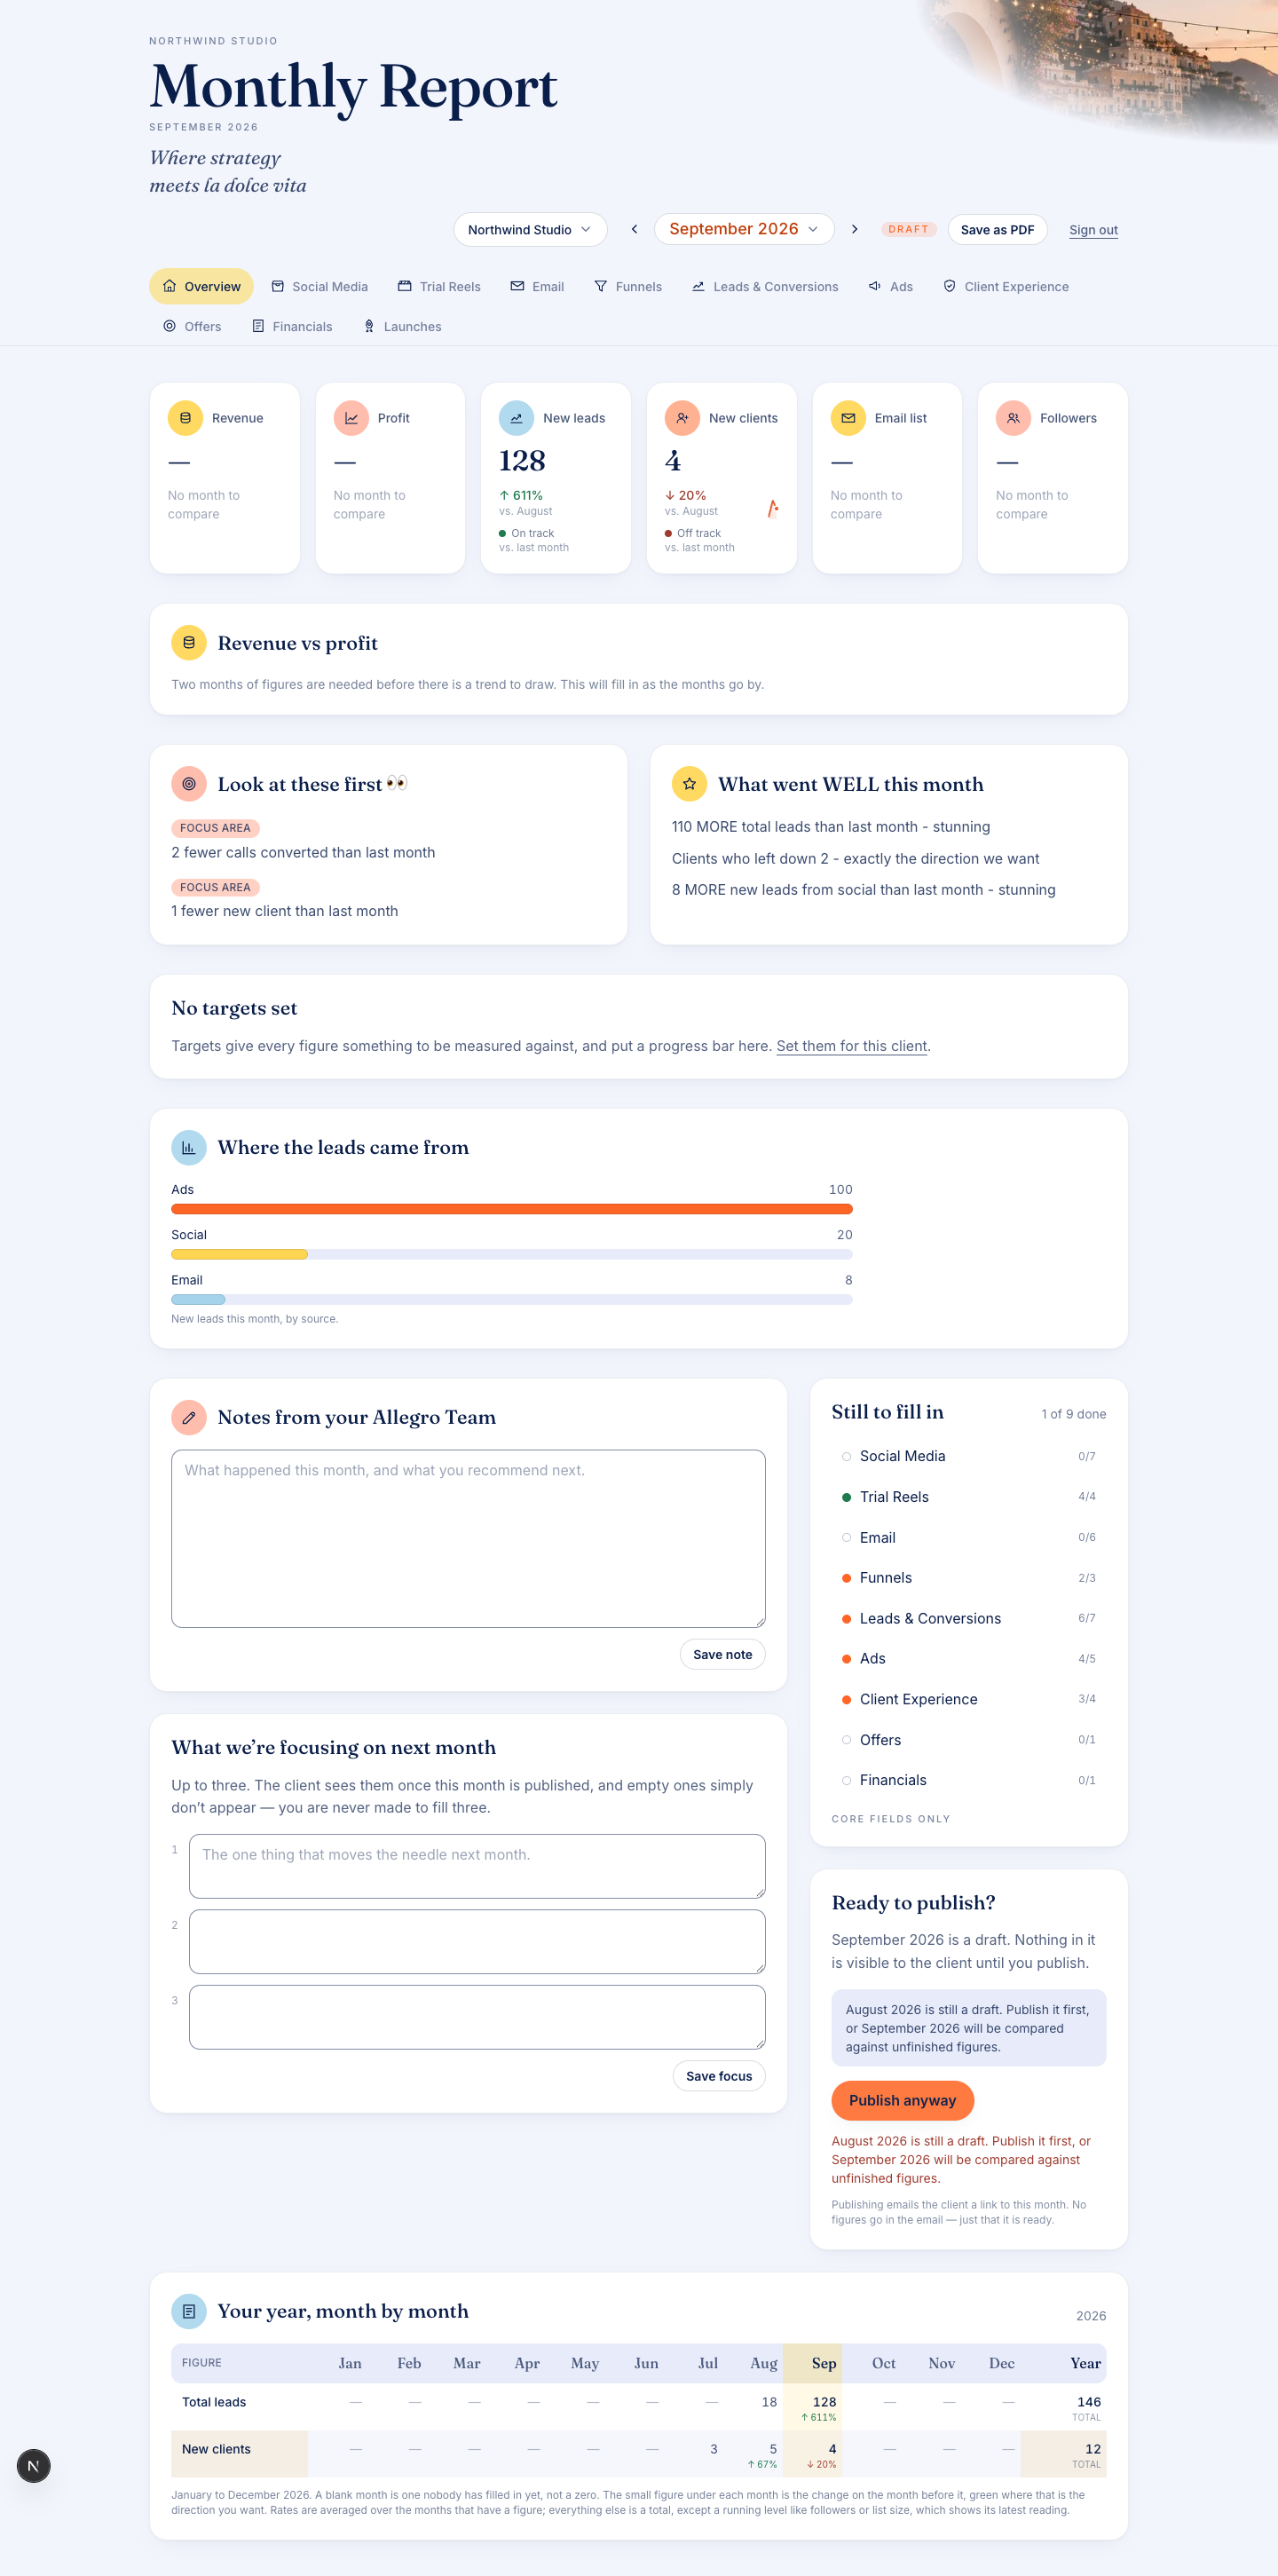 NORTHWIND STUDIO
Monthly Report
SEPTEMBER 2026
Where strategy
meets la dolce vita
Northwind Studio
September 2026
DRAFT
Save as PDF
Sign out
Overview
Social Media
Trial Reels
Email
Funnels
Leads & Conversions
Ads
Client Experience
Offers
Financials
Launches
Revenue
—
No month to
compare
Profit
—
No month to
compare
New leads
128
↑ 611%
vs. August
On track
vs. last month
New clients
4
↓ 20%
vs. August
Off track
vs. last month
Email list
—
No month to
compare
Followers
—
No month to
compare
Revenue vs profit
Two months of figures are needed before there is a trend to draw. This will fill in as the months go by.
Look at these first 👀
FOCUS AREA
2 fewer calls converted than last month
FOCUS AREA
1 fewer new client than last month
What went WELL this month
110 MORE total leads than last month - stunning
Clients who left down 2 - exactly the direction we want
8 MORE new leads from social than last month - stunning
No targets set
Targets give every figure something to be measured against, and put a progress bar here. Set them for this client.
Where the leads came from
Ads 100
Social 20
Email 8
New leads this month, by source.
Notes from your Allegro Team
What happened this month, and what you recommend next.
Save note
What we’re focusing on next month
Up to three. The client sees them once this month is published, and empty ones simply
don’t appear — you are never made to fill three.
1
The one thing that moves the needle next month.
2
3
Save focus
Still to fill in
1 of 9 done
Social Media 0/7
Trial Reels 4/4
Email 0/6
Funnels 2/3
Leads & Conversions 6/7
Ads 4/5
Client Experience 3/4
Offers 0/1
Financials 0/1
CORE FIELDS ONLY
Ready to publish?
September 2026 is a draft. Nothing in it
is visible to the client until you publish.
August 2026 is still a draft. Publish it first,
or September 2026 will be compared
against unfinished figures.
Publish anyway
August 2026 is still a draft. Publish it first, or
September 2026 will be compared against
unfinished figures.
Publishing emails the client a link to this month. No
figures go in the email — just that it is ready.
Your year, month by month
2026
FIGURE Jan Feb Mar Apr May Jun Jul Aug Sep Oct Nov Dec Year
Total leads — — — — — — — 18 128 — — — 146
↑ 611% TOTAL
New clients — — — — — — 3 5 4 — — — 12
↑ 67% ↓ 20% TOTAL
January to December 2026. A blank month is one nobody has filled in yet, not a zero. The small figure under each month is the change on the month before it, green where that is the
direction you want. Rates are averaged over the months that have a figure; everything else is a total, except a running level like followers or list size, which shows its latest reading.
N